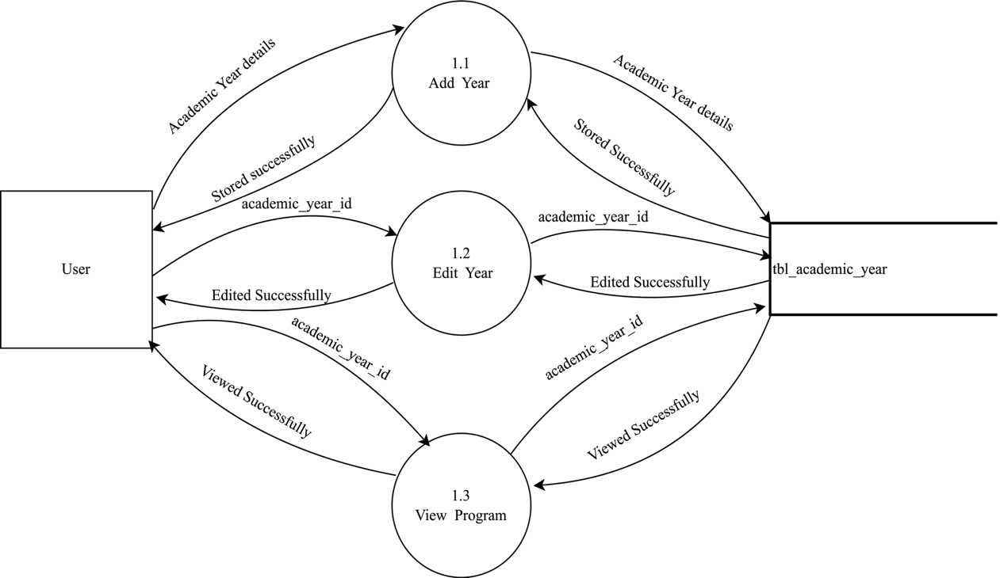 1.1
Add Year
Academic Year details
Academic Year details
Stored successfully
Stored Successfully
academic_year_id
academic_year_id
1.2
Edit Year
User
tbl_academic_year
Edited Successfully
Edited Successfully
academic_year_id
academic_year_id
Viewed Successfully
Viewed Successfully
1.3
View Program